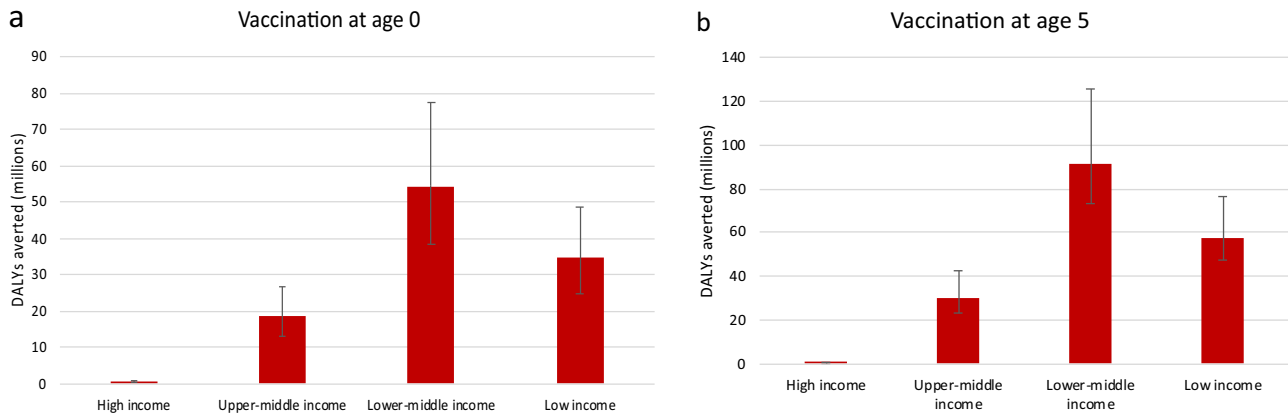 a
Vaccination at age 0
DALYs averted (millions)
90
80
70
60
50
40
30
20
10
0
High income
Upper-middle income
Lower-middle income
Low income
b
Vaccination at age 5
DALYs averted (millions)
140
120
100
80
60
40
20
0
High income
Upper-middle
income
Lower-middle
income
Low income